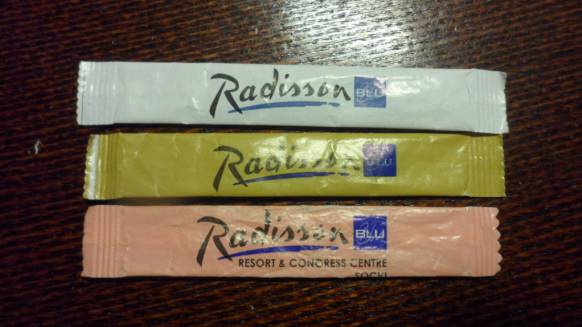 Radisson BLU
Radisson BLU
Radisson BLU
RESORT & CONGRESS CENTRE
SOCHI